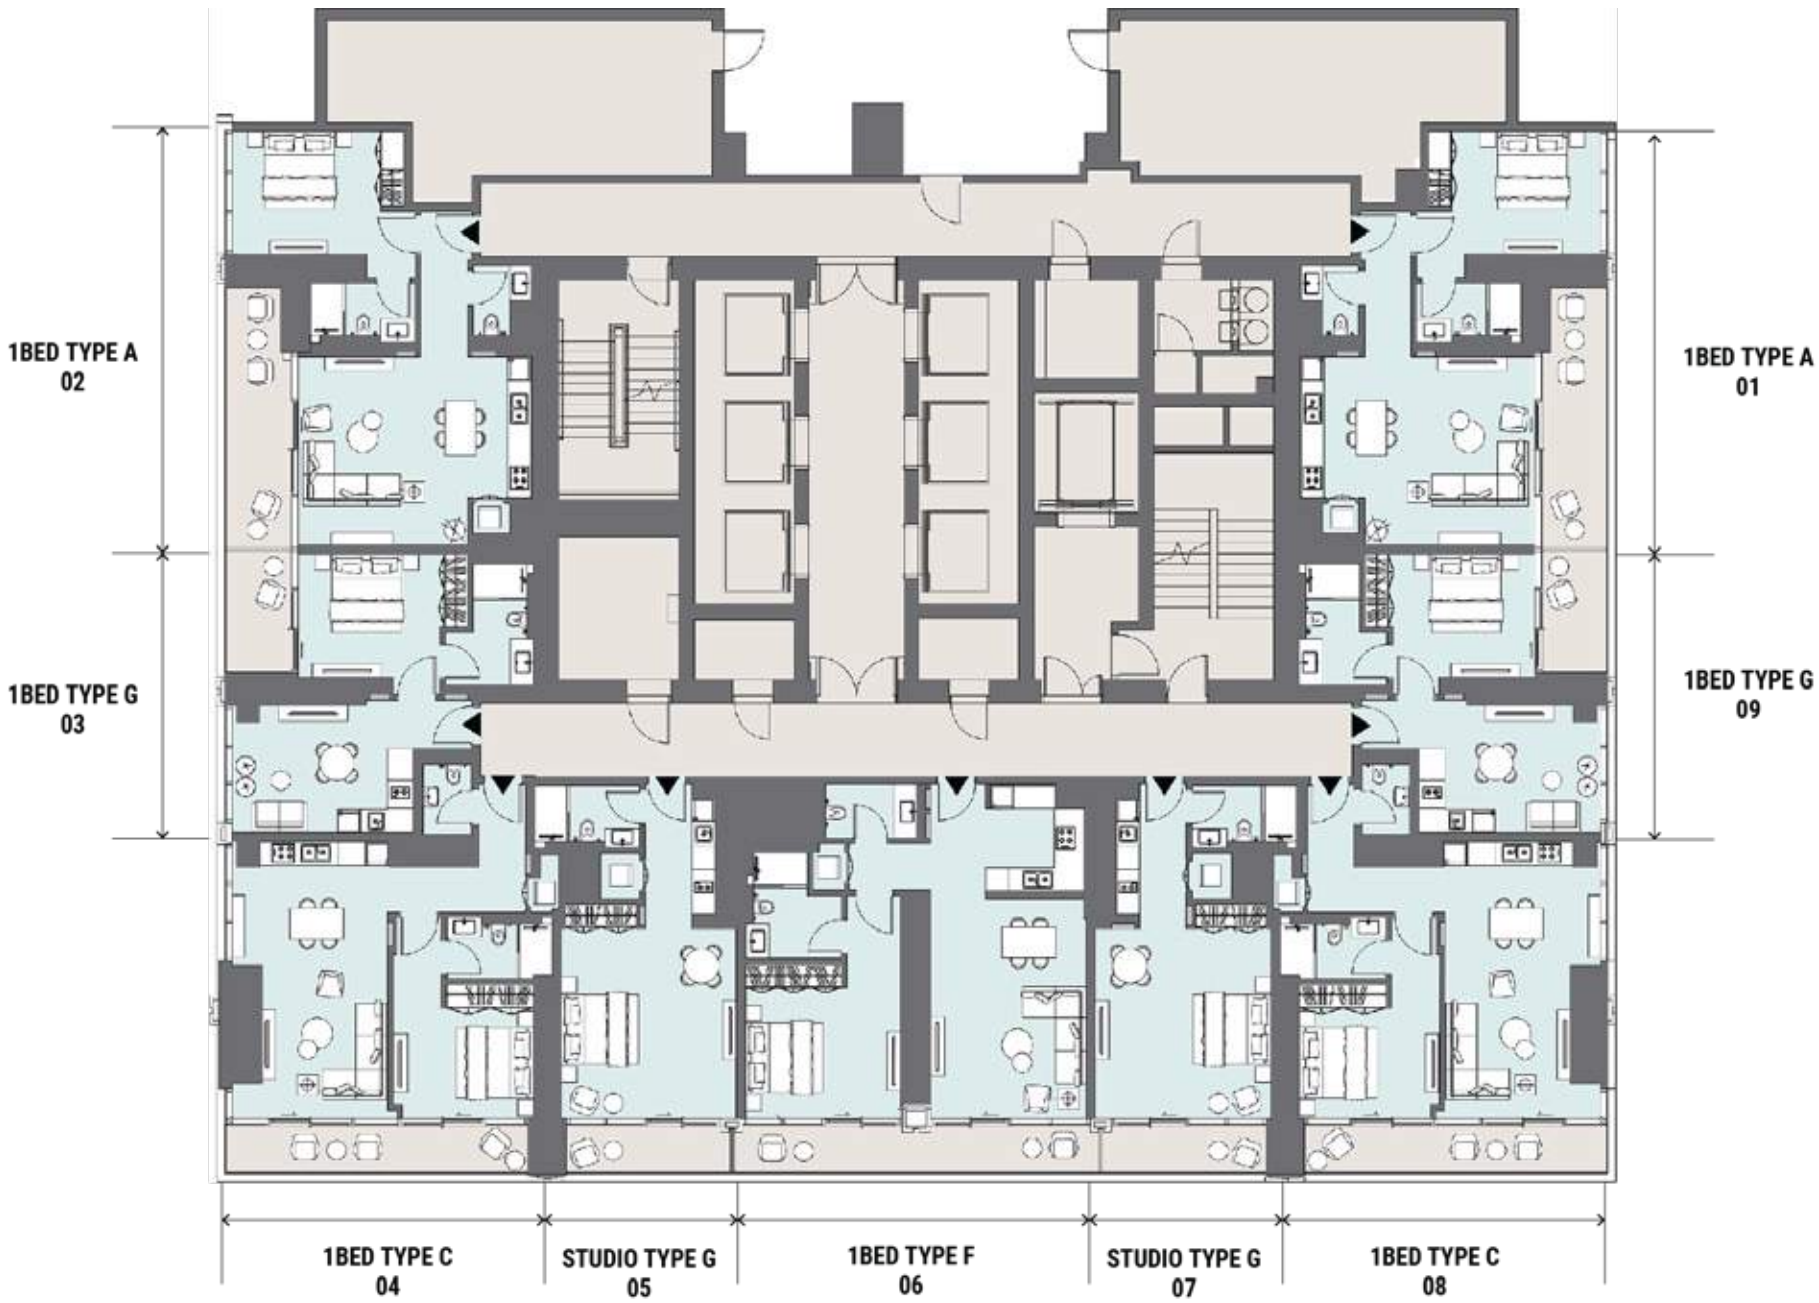 1BED TYPE A
02
1BED TYPE A
01
1BED TYPE G
03
1BED TYPE G
09
1BED TYPE C
04
STUDIO TYPE G
05
1BED TYPE F
06
STUDIO TYPE G
07
1BED TYPE C
08